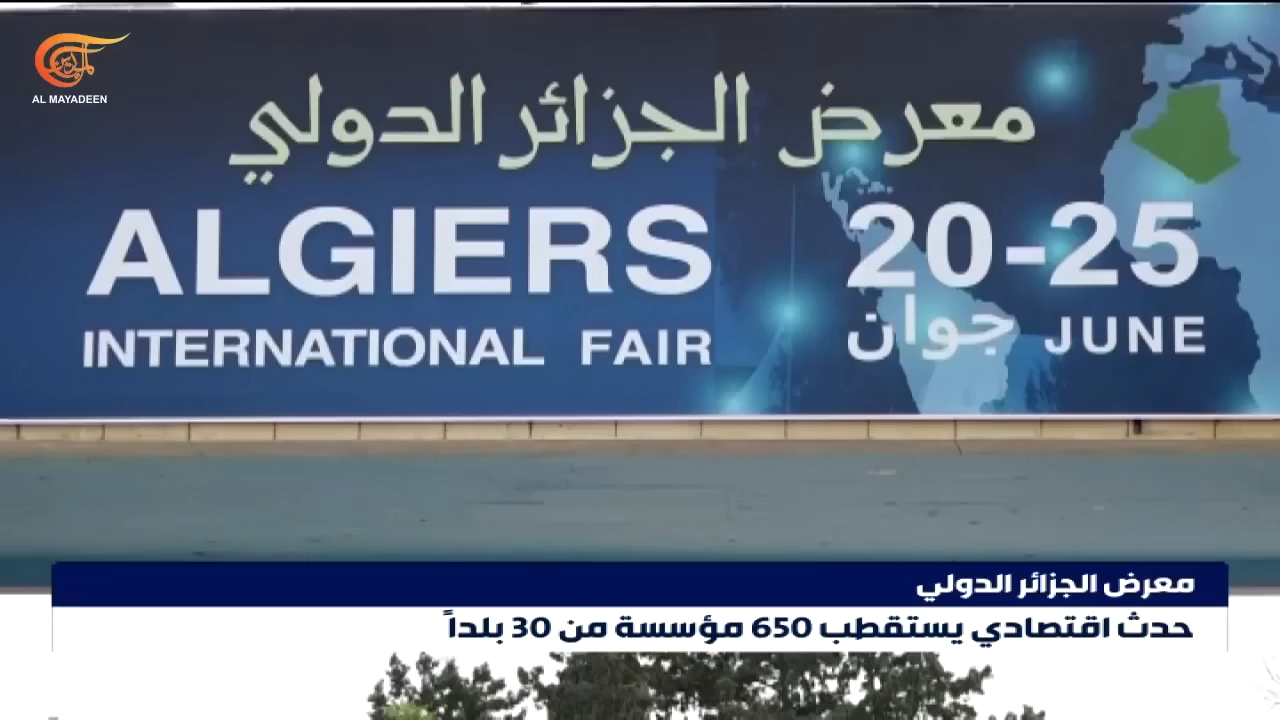 AL MAYADEEN
معرض الجزائر الدولي
ALGIERS 20-25
INTERNATIONAL FAIR جوان JUNE
معرض الجزائر الدولي
حدث اقتصادي يستقطب 650 مؤسسة من 30 بلداً